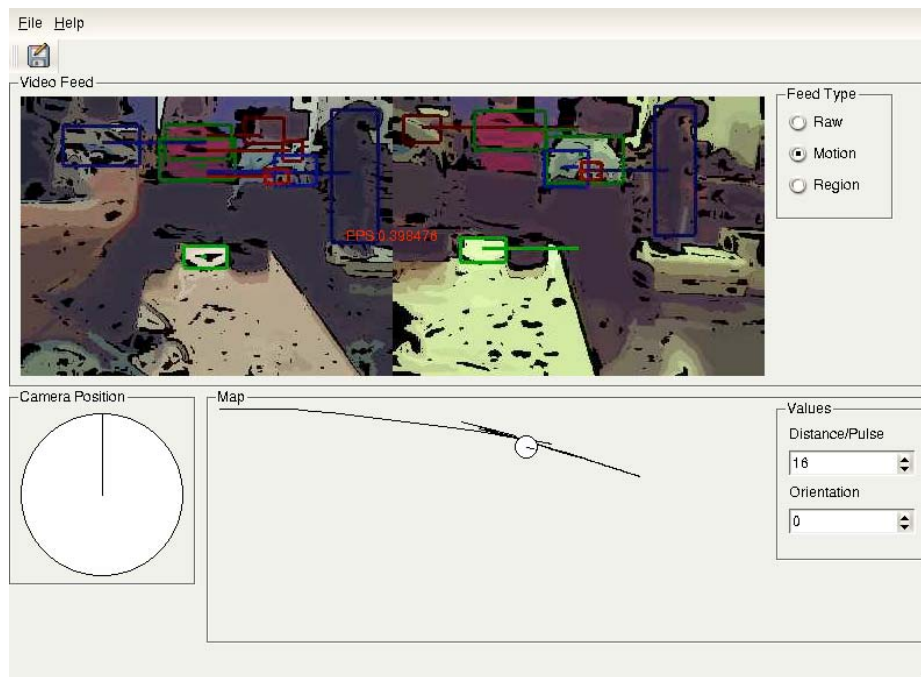 File Help
Video Feed
FPS 0.398476
Feed Type
Raw
Motion
Region
Camera Position
Map
Values
Distance/Pulse
16
Orientation
0